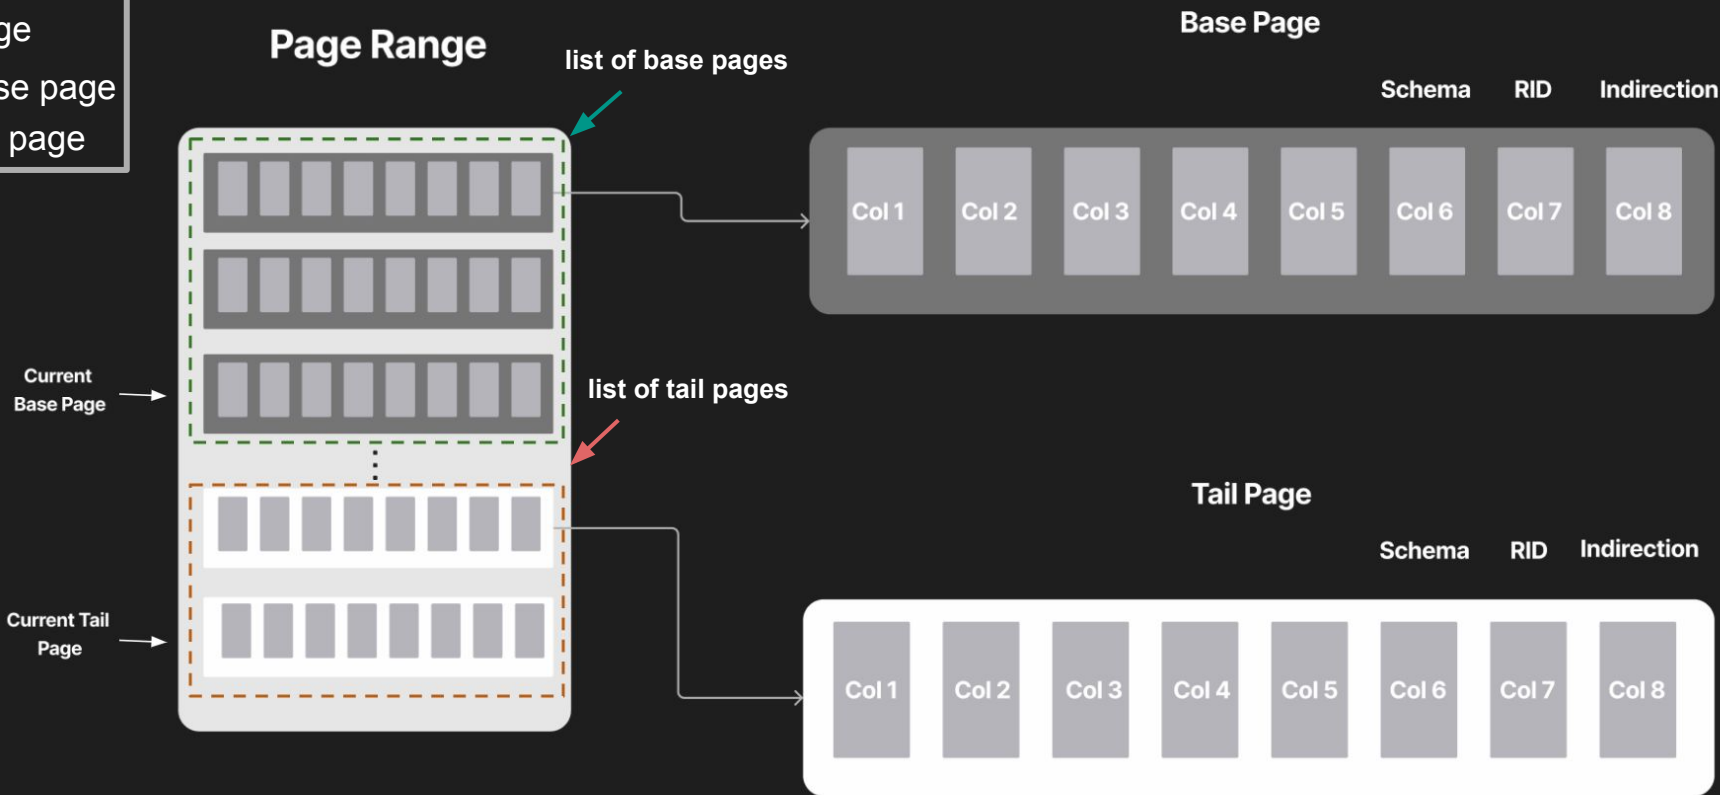 se page
page
Page Range
list of base pages
Base Page
Schema RID Indirection
Col 1 Col 2 Col 3 Col 4 Col 5 Col 6 Col 7 Col 8
Current
Base Page
list of tail pages
Tail Page
Schema RID Indirection
Current Tail
Page
Col 1 Col 2 Col 3 Col 4 Col 5 Col 6 Col 7 Col 8